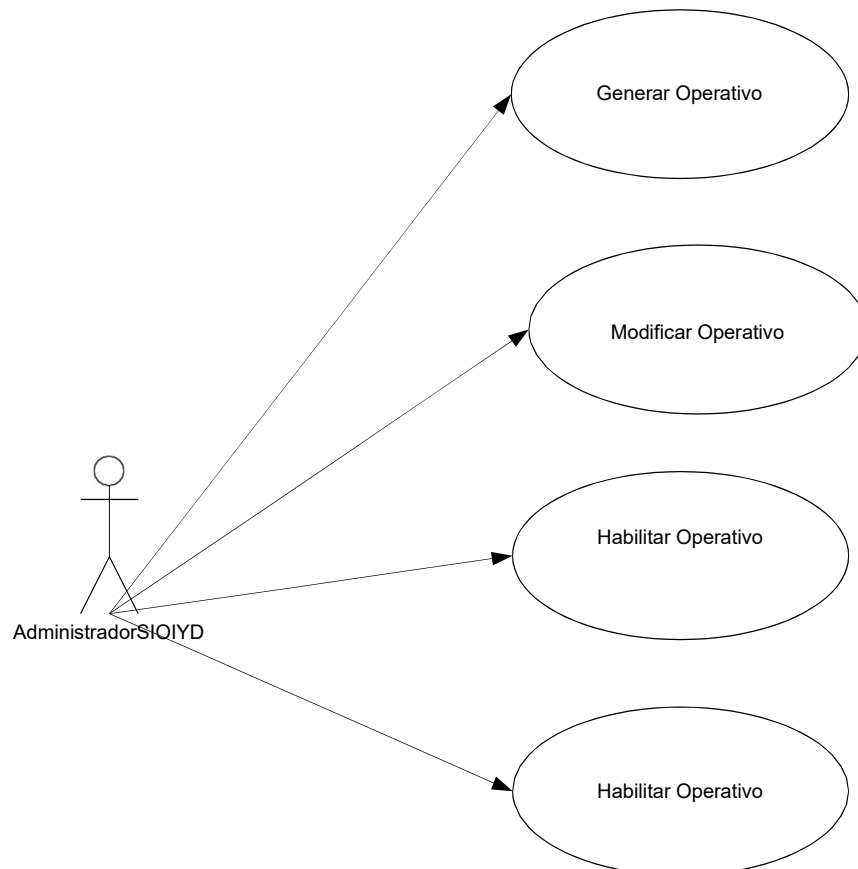 Generar Operativo
Modificar Operativo
Habilitar Operativo
AdministradorSIOIYD
Habilitar Operativo